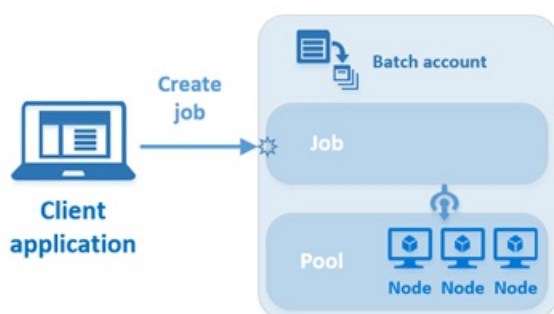 Batch account
Create
job
Job
Client
application
Pool
Node Node Node